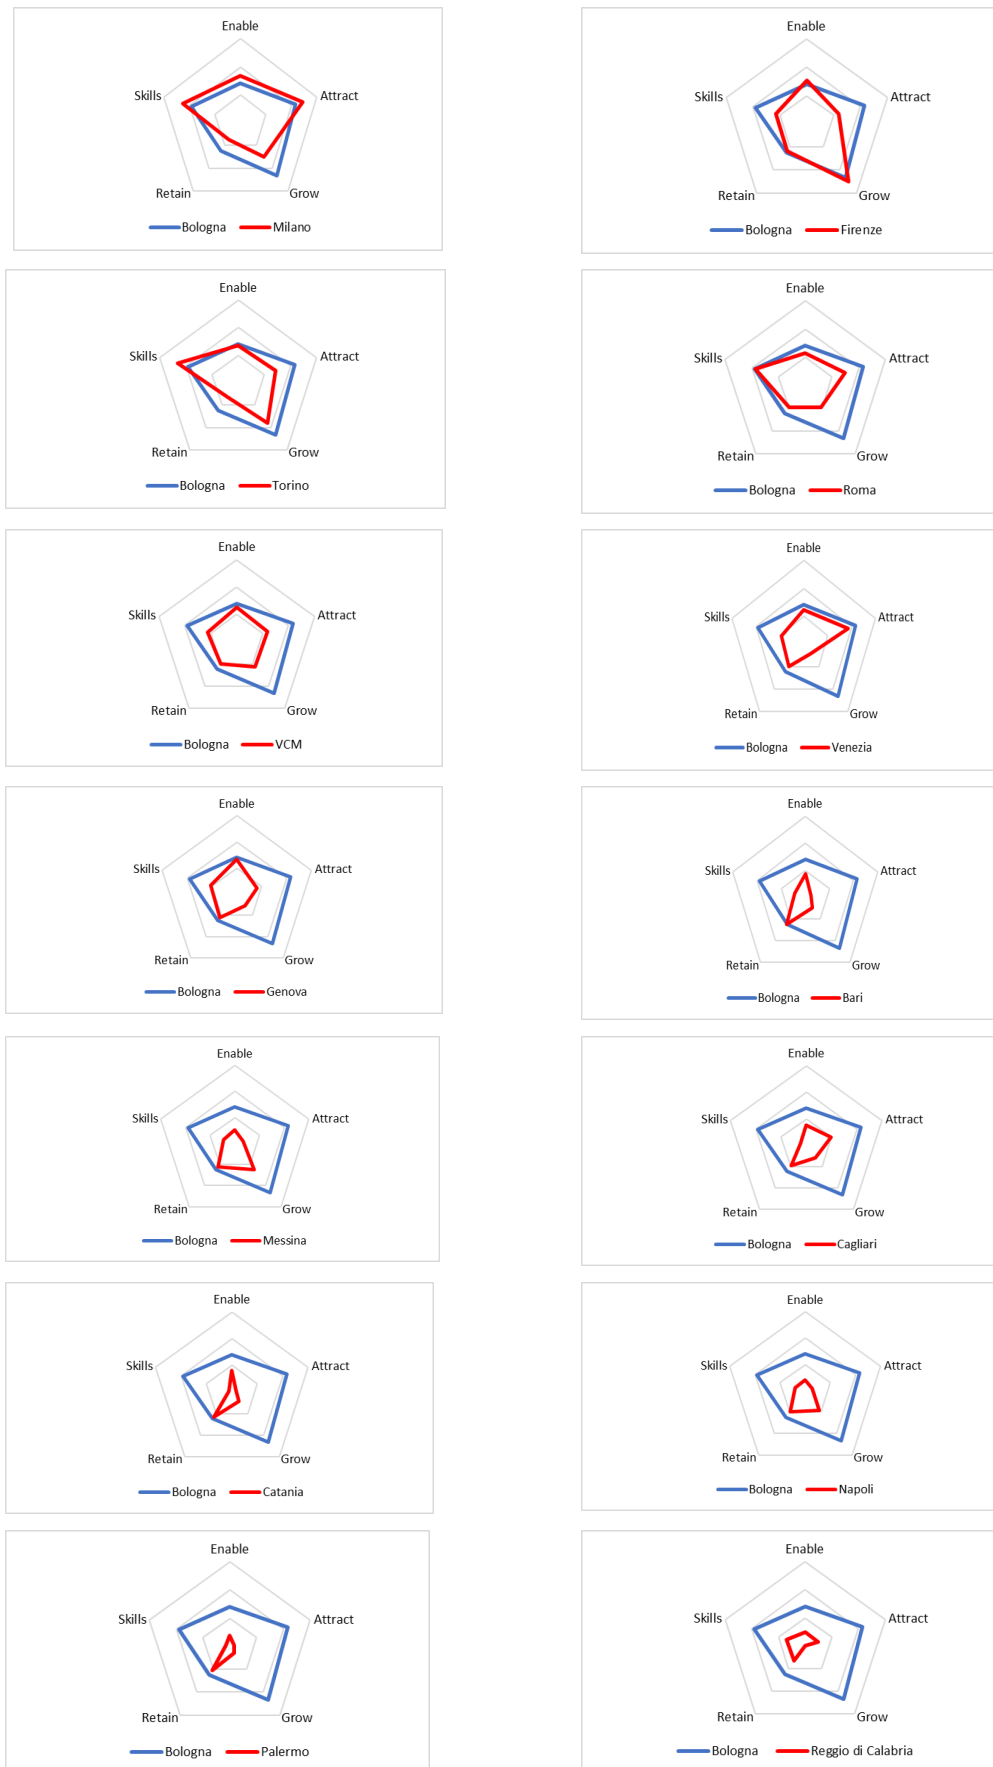 Enable
Skills Attract
Retain Grow
Bologna Milano
Enable
Skills Attract
Retain Grow
Bologna Firenze
Enable
Skills Attract
Retain Grow
Bologna Torino
Enable
Skills Attract
Retain Grow
Bologna Roma
Enable
Skills Attract
Retain Grow
Bologna VCM
Enable
Skills Attract
Retain Grow
Bologna Venezia
Enable
Skills Attract
Retain Grow
Bologna Genova
Enable
Skills Attract
Retain Grow
Bologna Bari
Enable
Skills Attract
Retain Grow
Bologna Messina
Enable
Skills Attract
Retain Grow
Bologna Cagliari
Enable
Skills Attract
Retain Grow
Bologna Catania
Enable
Skills Attract
Retain Grow
Bologna Napoli
Enable
Skills Attract
Retain Grow
Bologna Palermo
Enable
Skills Attract
Retain Grow
Bologna Reggio di Calabria